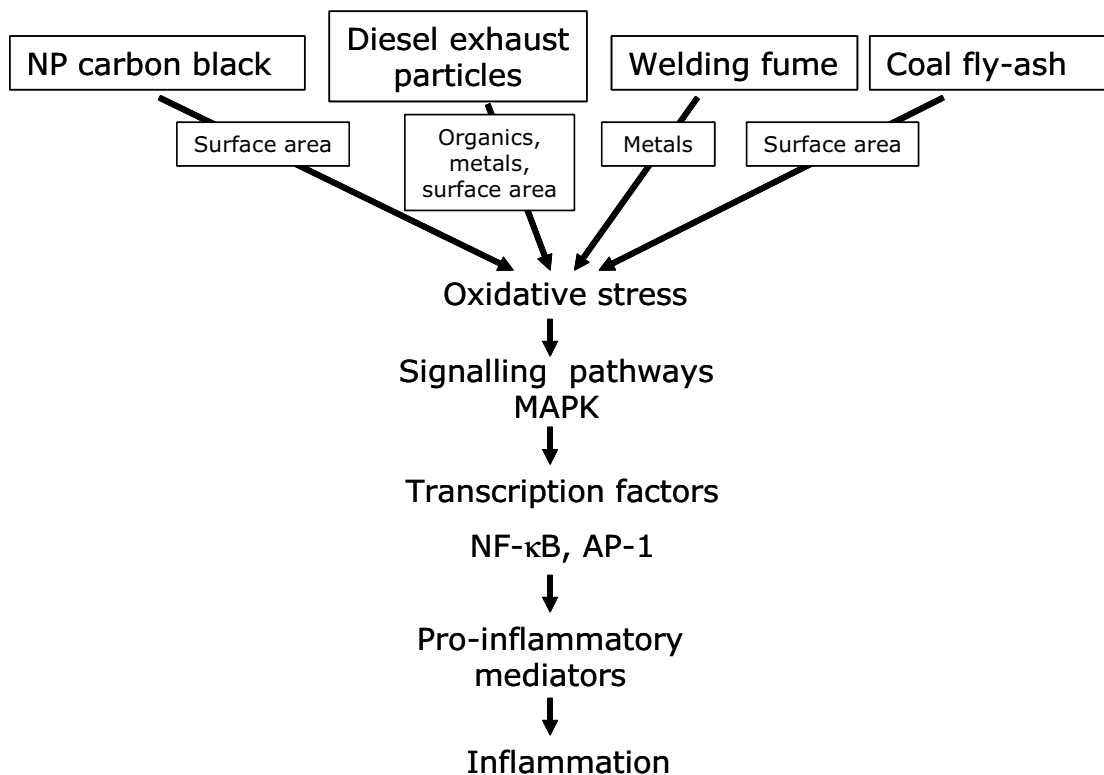 NP carbon black
Diesel exhaust
particles
Welding fume
Coal fly-ash
Surface area
Organics,
metals,
surface area
Metals
Surface area
Oxidative stress
Signalling pathways
MAPK
Transcription factors
NF-κB, AP-1
Pro-inflammatory
mediators
Inflammation